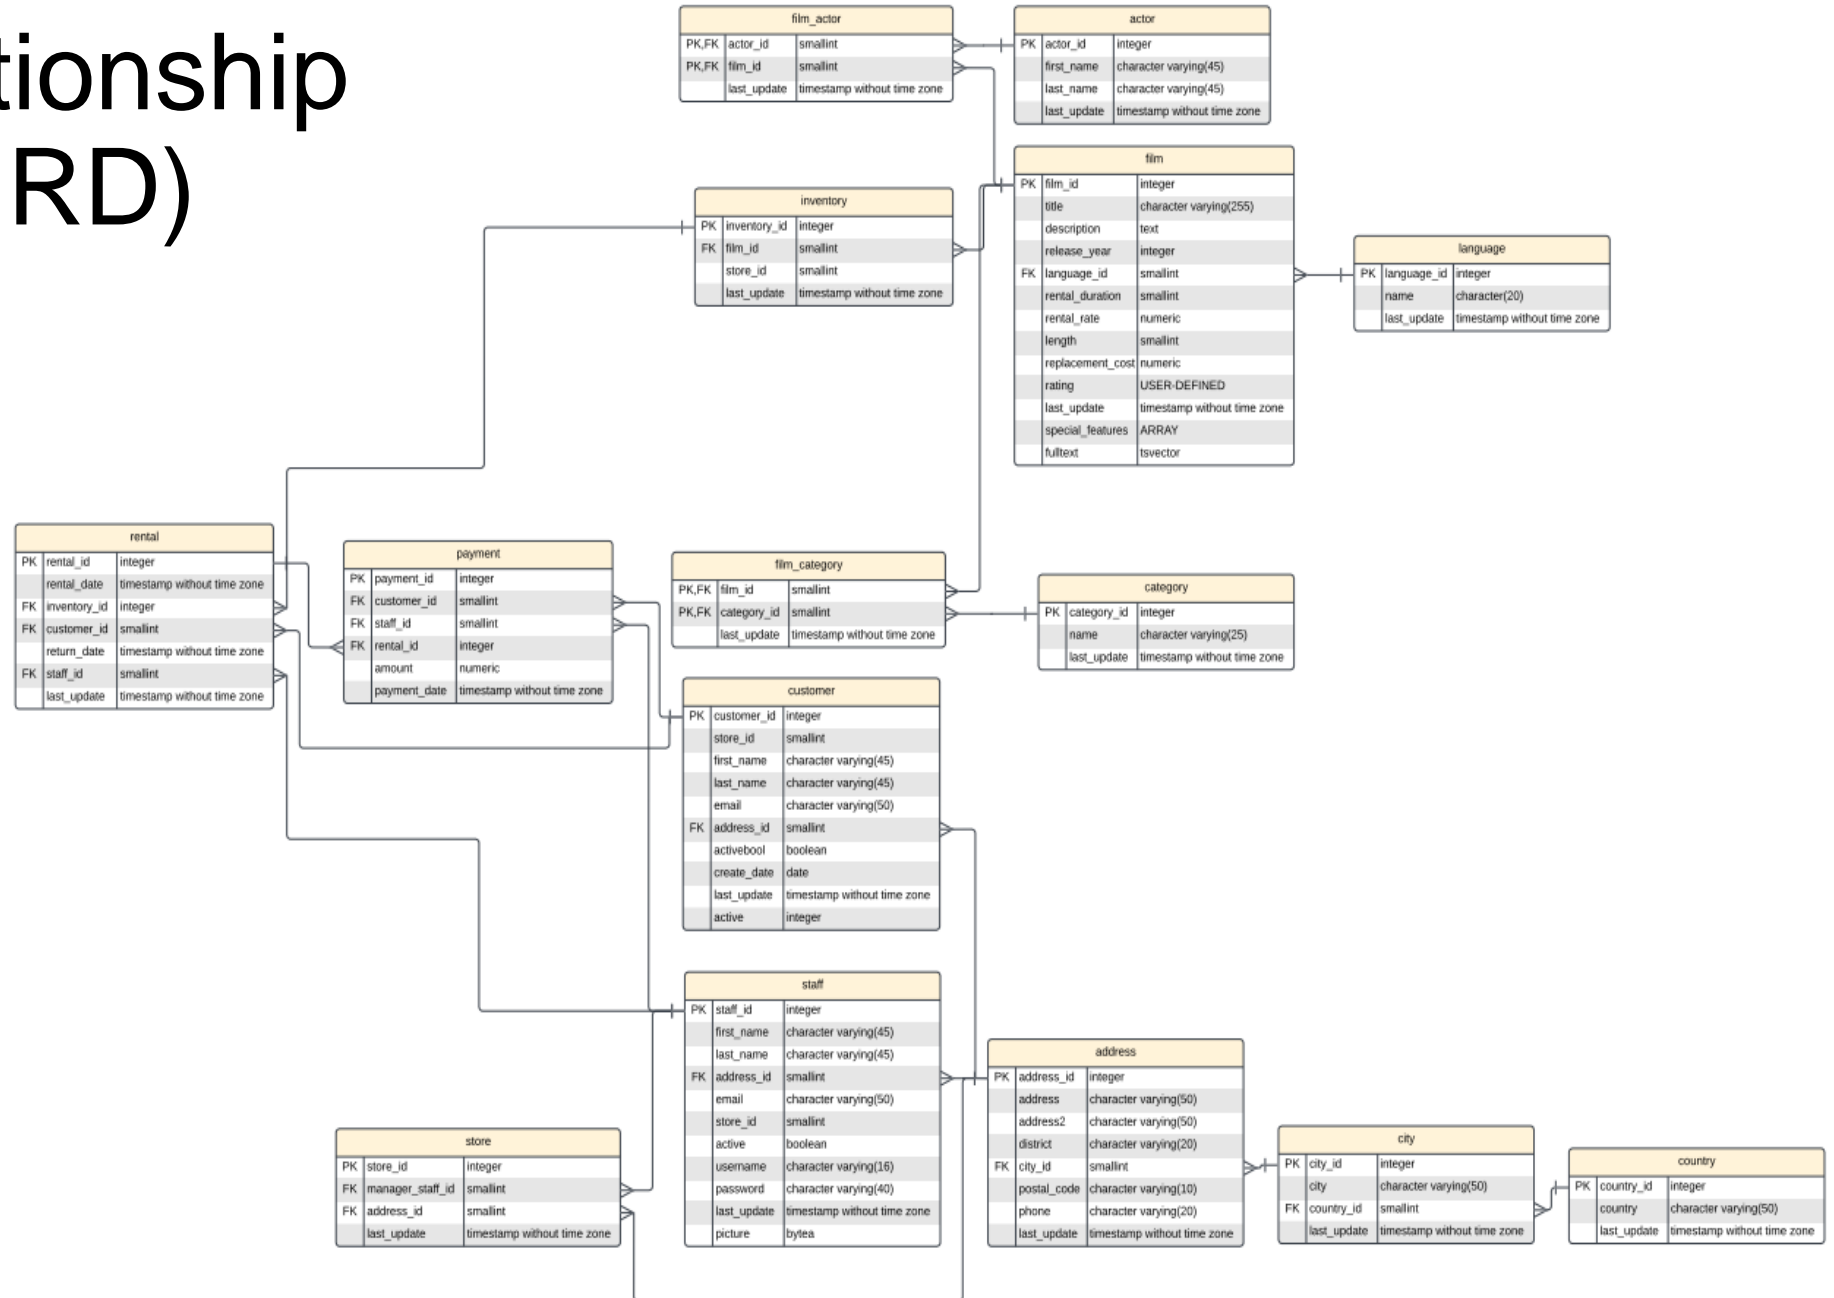 tionship
RD)
film_actor
PK,FK actor_id smallint
PK,FK film_id smallint
last_update timestamp without time zone
actor
PK actor_id integer
first_name character varying(45)
last_name character varying(45)
last_update timestamp without time zone
film
PK film_id integer
title character varying(255)
description text
release_year integer
FK language_id smallint
rental_duration smallint
rental_rate numeric
length smallint
replacement_cost numeric
rating USER-DEFINED
last_update timestamp without time zone
special_features ARRAY
fulltext tsvector
inventory
PK inventory_id integer
FK film_id smallint
store_id smallint
last_update timestamp without time zone
language
PK language_id integer
name character(20)
last_update timestamp without time zone
rental
PK rental_id integer
rental_date timestamp without time zone
FK inventory_id integer
FK customer_id smallint
return_date timestamp without time zone
FK staff_id smallint
last_update timestamp without time zone
payment
PK payment_id integer
FK customer_id smallint
FK staff_id smallint
FK rental_id integer
amount numeric
payment_date timestamp without time zone
film_category
PK,FK film_id smallint
PK,FK category_id smallint
last_update timestamp without time zone
category
PK category_id integer
name character varying(25)
last_update timestamp without time zone
customer
PK customer_id integer
store_id smallint
first_name character varying(45)
last_name character varying(45)
email character varying(50)
FK address_id smallint
activebool boolean
create_date date
last_update timestamp without time zone
active integer
staff
PK staff_id integer
first_name character varying(45)
last_name character varying(45)
FK address_id smallint
email character varying(50)
store_id smallint
active boolean
username character varying(16)
password character varying(40)
last_update timestamp without time zone
picture bytea
store
PK store_id integer
FK manager_staff_id smallint
FK address_id smallint
last_update timestamp without time zone
address
PK address_id integer
address character varying(50)
address2 character varying(50)
district character varying(20)
FK city_id smallint
postal_code character varying(10)
phone character varying(20)
last_update timestamp without time zone
city
PK city_id integer
city character varying(50)
FK country_id smallint
last_update timestamp without time zone
country
PK country_id integer
country character varying(50)
last_update timestamp without time zone